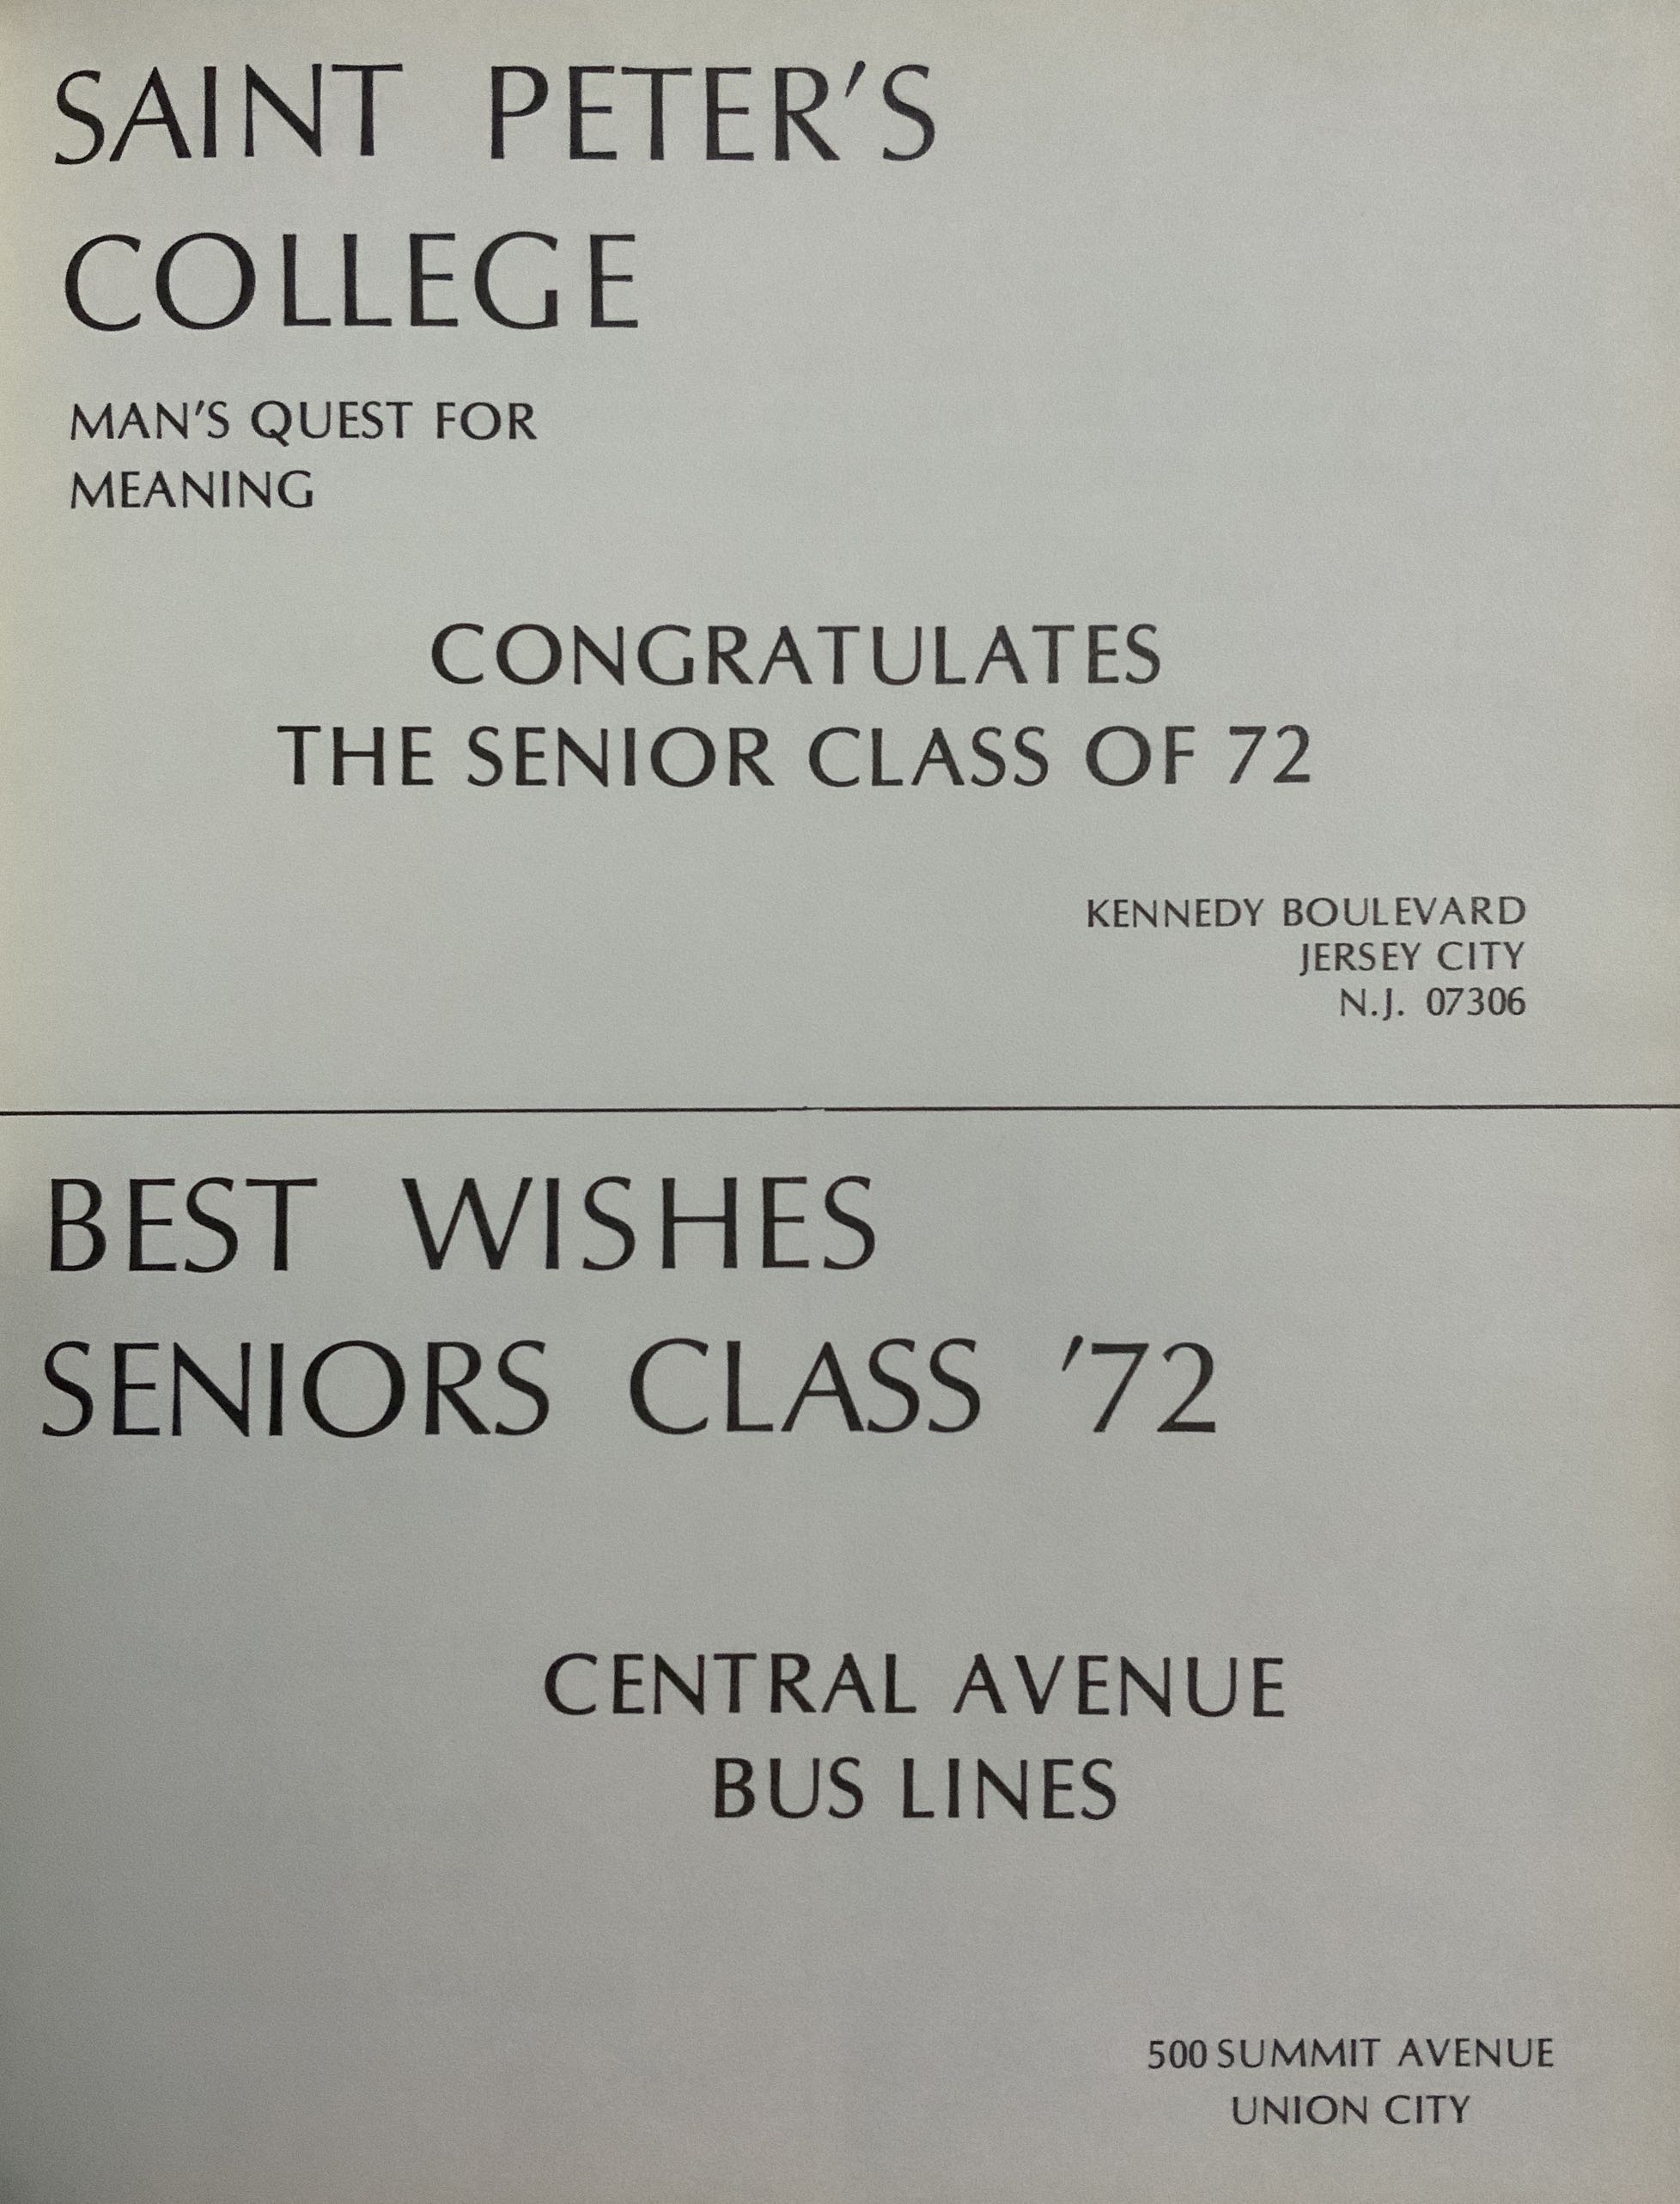 SAINT PETER'S
COLLEGE
MAN'S QUEST FOR
MEANING
CONGRATULATES
THE SENIOR CLASS OF 72
KENNEDY BOULEVARD
JERSEY CITY
N.J. 07306
BEST WISHES
SENIORS CLASS '72
CENTRAL AVENUE
BUS LINES
500 SUMMIT AVENUE
UNION CITY